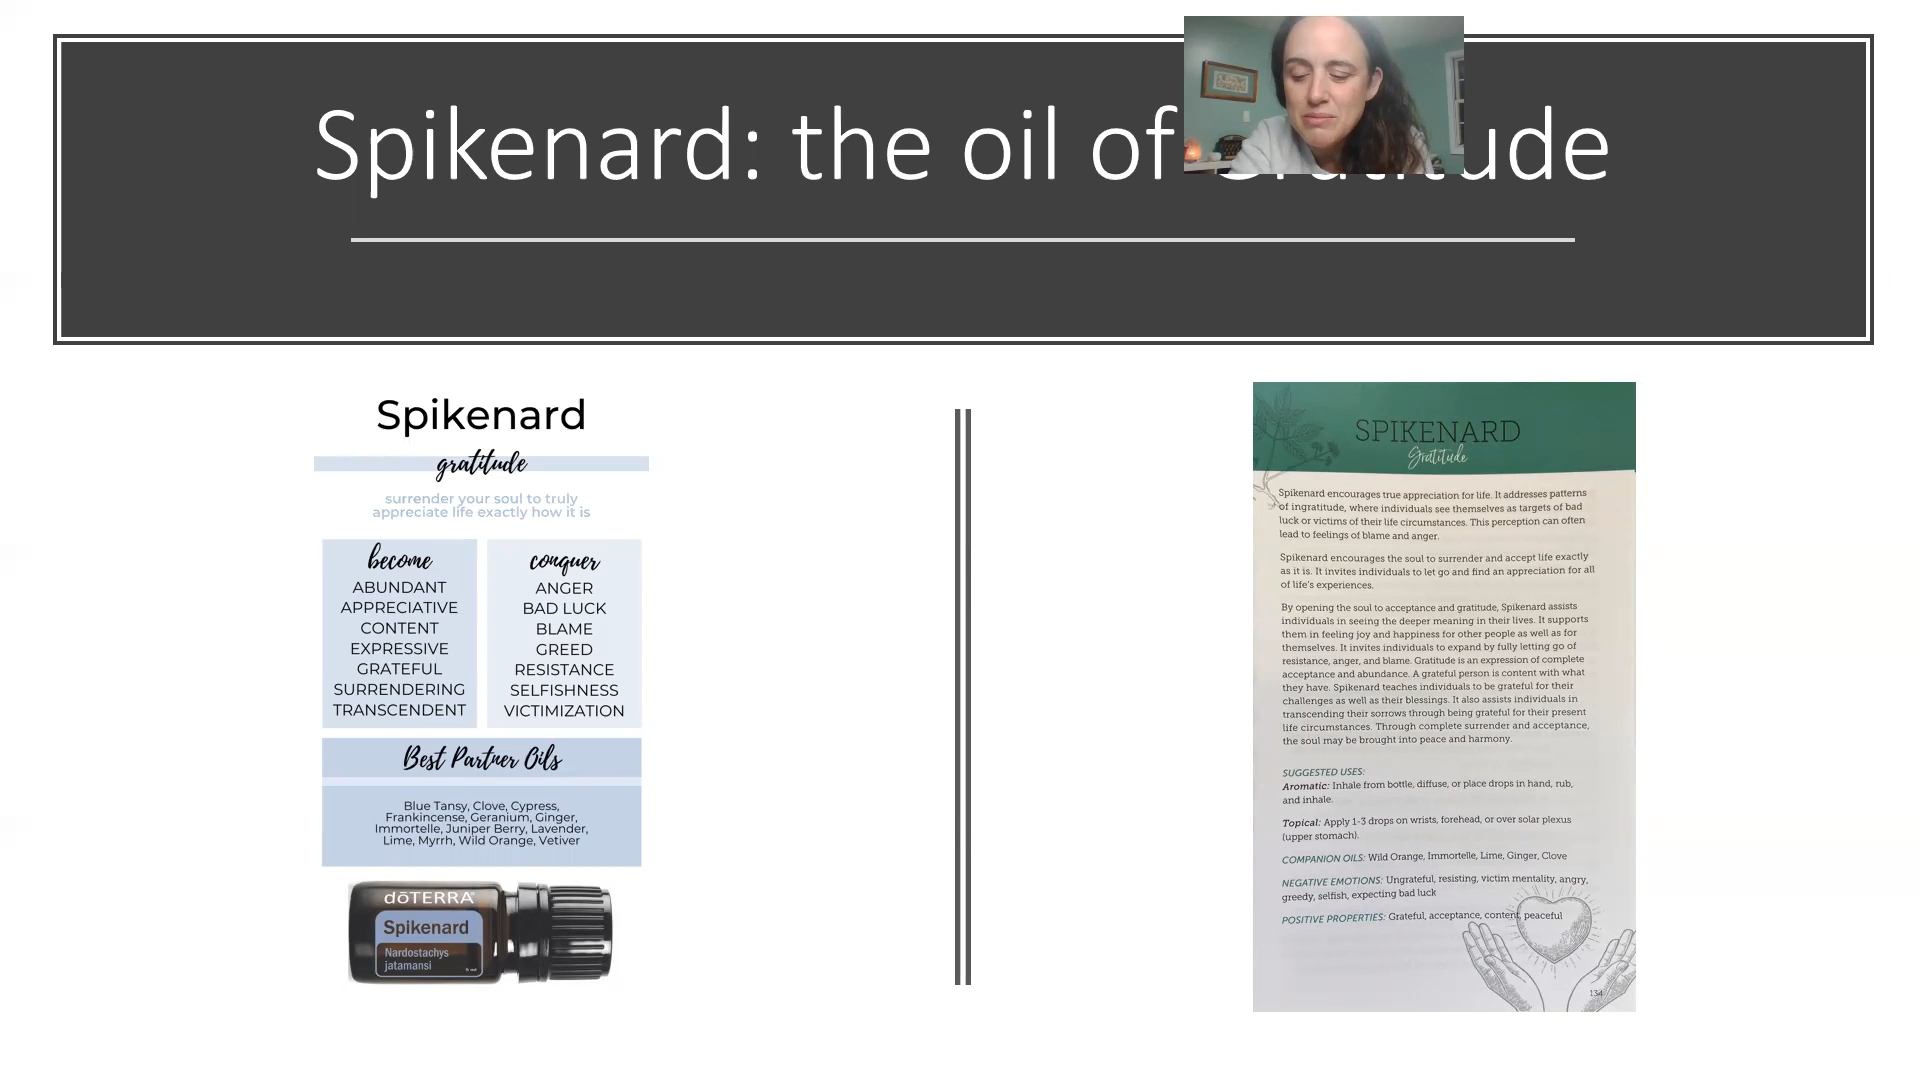 Spikenard: the oil of Gratitude
Spikenard
gratitude
surrender your soul to truly
appreciate life exactly how it is
become
ABUNDANT
APPRECIATIVE
CONTENT
EXPRESSIVE
GRATEFUL
SURRENDERING
TRANSCENDENT
conquer
ANGER
BAD LUCK
BLAME
GREED
RESISTANCE
SELFISHNESS
VICTIMIZATION
Best Partner Oils
Blue Tansy, Clove, Cypress,
Frankincense, Geranium, Ginger,
Immortelle, Juniper Berry, Lavender,
Lime, Myrrh, Wild Orange, Vetiver
dōTERRA
Spikenard
Nardostachys
jatamansi
5 ml
SPIKENARD
Gratitude
Spikenard encourages true appreciation for life. It addresses patterns
of ingratitude, where individuals see themselves as targets of bad
luck or victims of their life circumstances. This perception can often
lead to feelings of blame and anger.
Spikenard encourages the soul to surrender and accept life exactly
as it is. It invites individuals to let go and find an appreciation for all
of life's experiences.
By opening the soul to acceptance and gratitude, Spikenard assists
individuals in seeing the deeper meaning in their lives. It supports
them in feeling joy and happiness for other people as well as for
themselves. It invites individuals to expand by fully letting go of
resistance, anger, and blame. Gratitude is an expression of complete
acceptance and abundance. A grateful person is content with what
they have. Spikenard teaches individuals to be grateful for their
challenges as well as their blessings. It also assists individuals in
transcending their sorrows through being grateful for their present
life circumstances. Through complete surrender and acceptance,
the soul may be brought into peace and harmony.
SUGGESTED USES:
Aromatic: Inhale from bottle, diffuse, or place drops in hand, rub,
and inhale.
Topical: Apply 1-3 drops on wrists, forehead, or over solar plexus
(upper stomach).
COMPANION OILS: Wild Orange, Immortelle, Lime, Ginger, Clove
NEGATIVE EMOTIONS: Ungrateful, resisting, victim mentality, angry,
greedy, selfish, expecting bad luck
POSITIVE PROPERTIES: Grateful, acceptance, content, peaceful
134